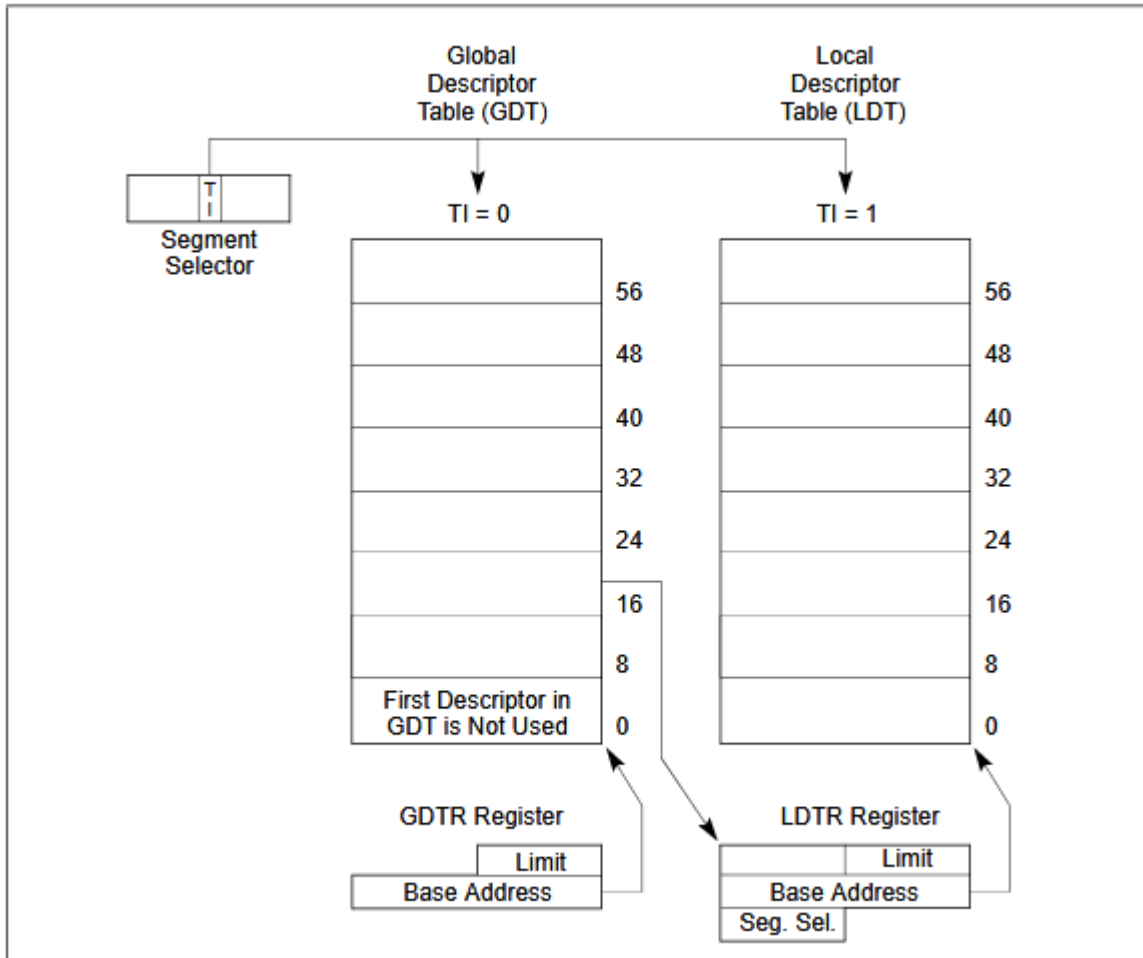 Global
Descriptor
Table (GDT)
Local
Descriptor
Table (LDT)
T
I
Segment
Selector
TI = 0
TI = 1
56
48
40
32
24
16
8
First Descriptor in
GDT is Not Used
0
56
48
40
32
24
16
8
0
GDTR Register
Limit
Base Address
LDTR Register
Limit
Base Address
Seg. Sel.